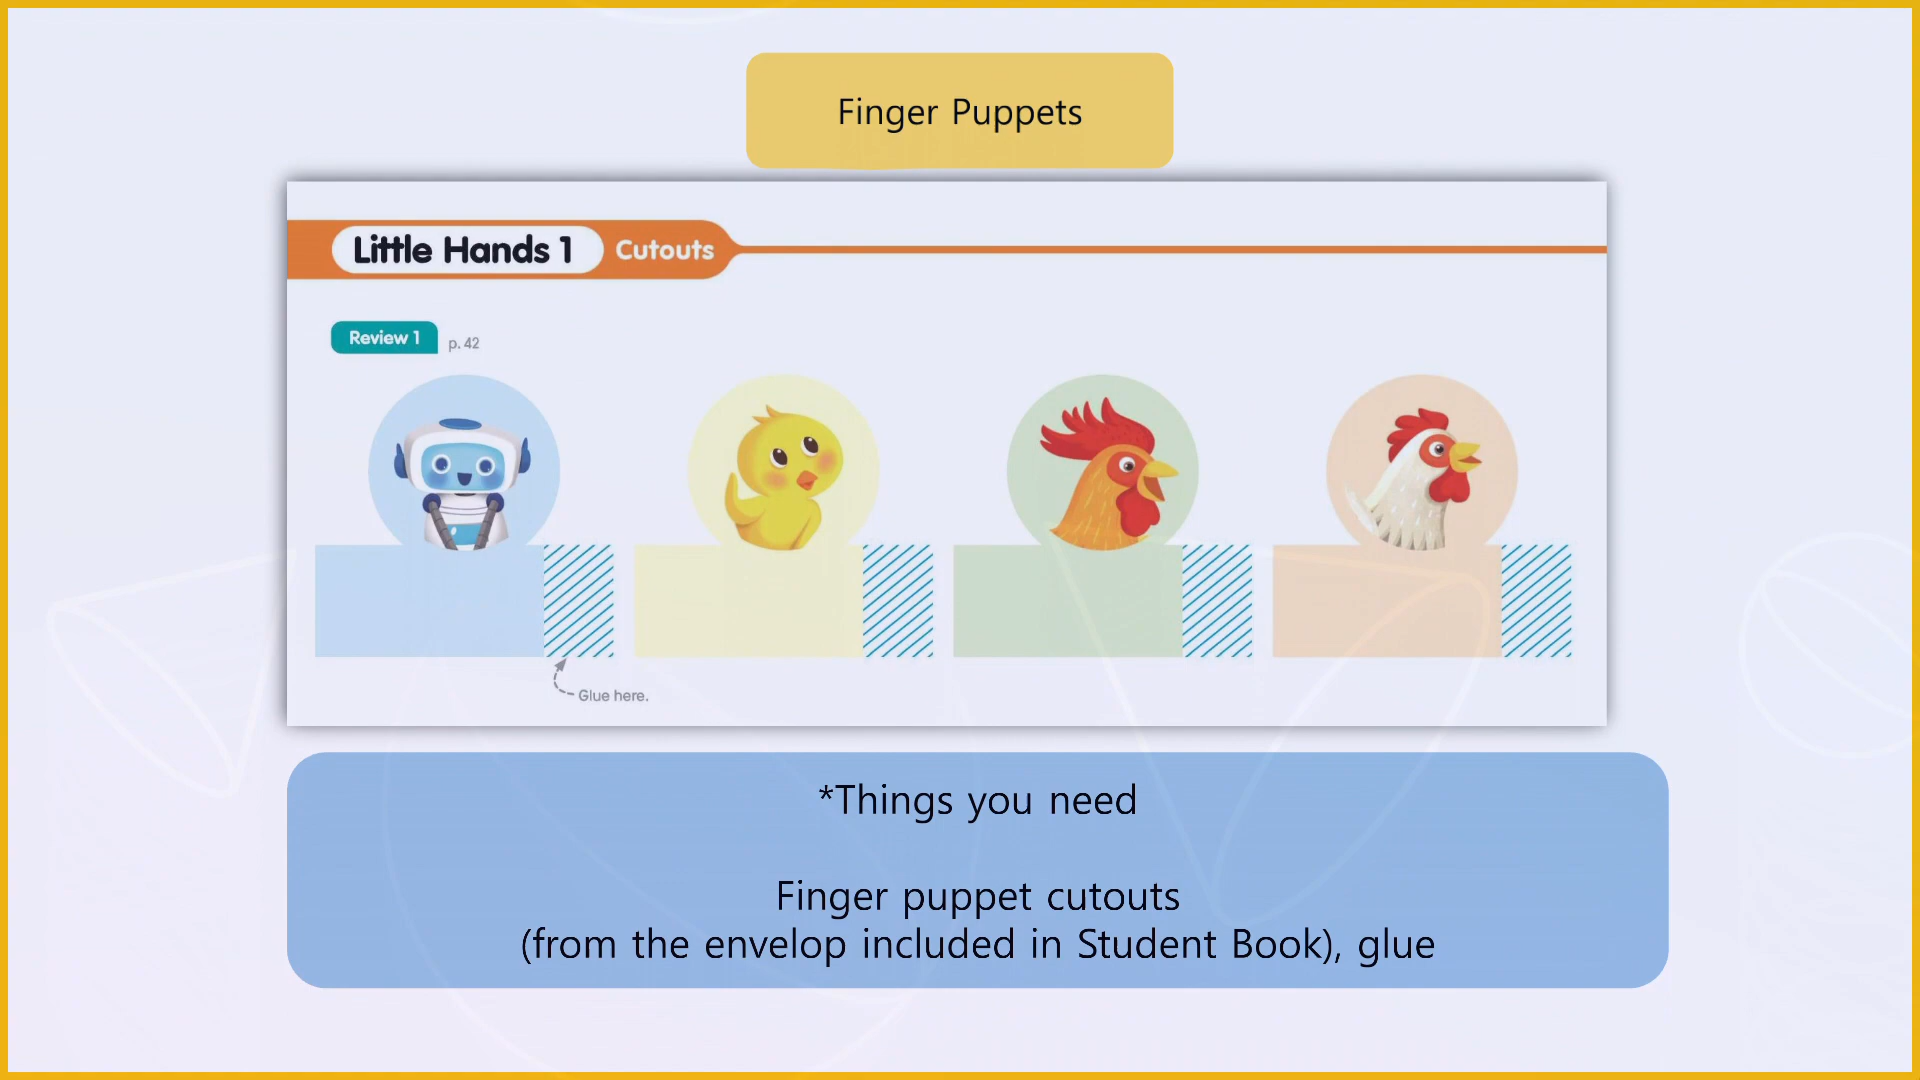 Finger Puppets
Little Hands 1 Cutouts
Review 1 p. 42
Glue here.
*Things you need
Finger puppet cutouts
(from the envelop included in Student Book), glue